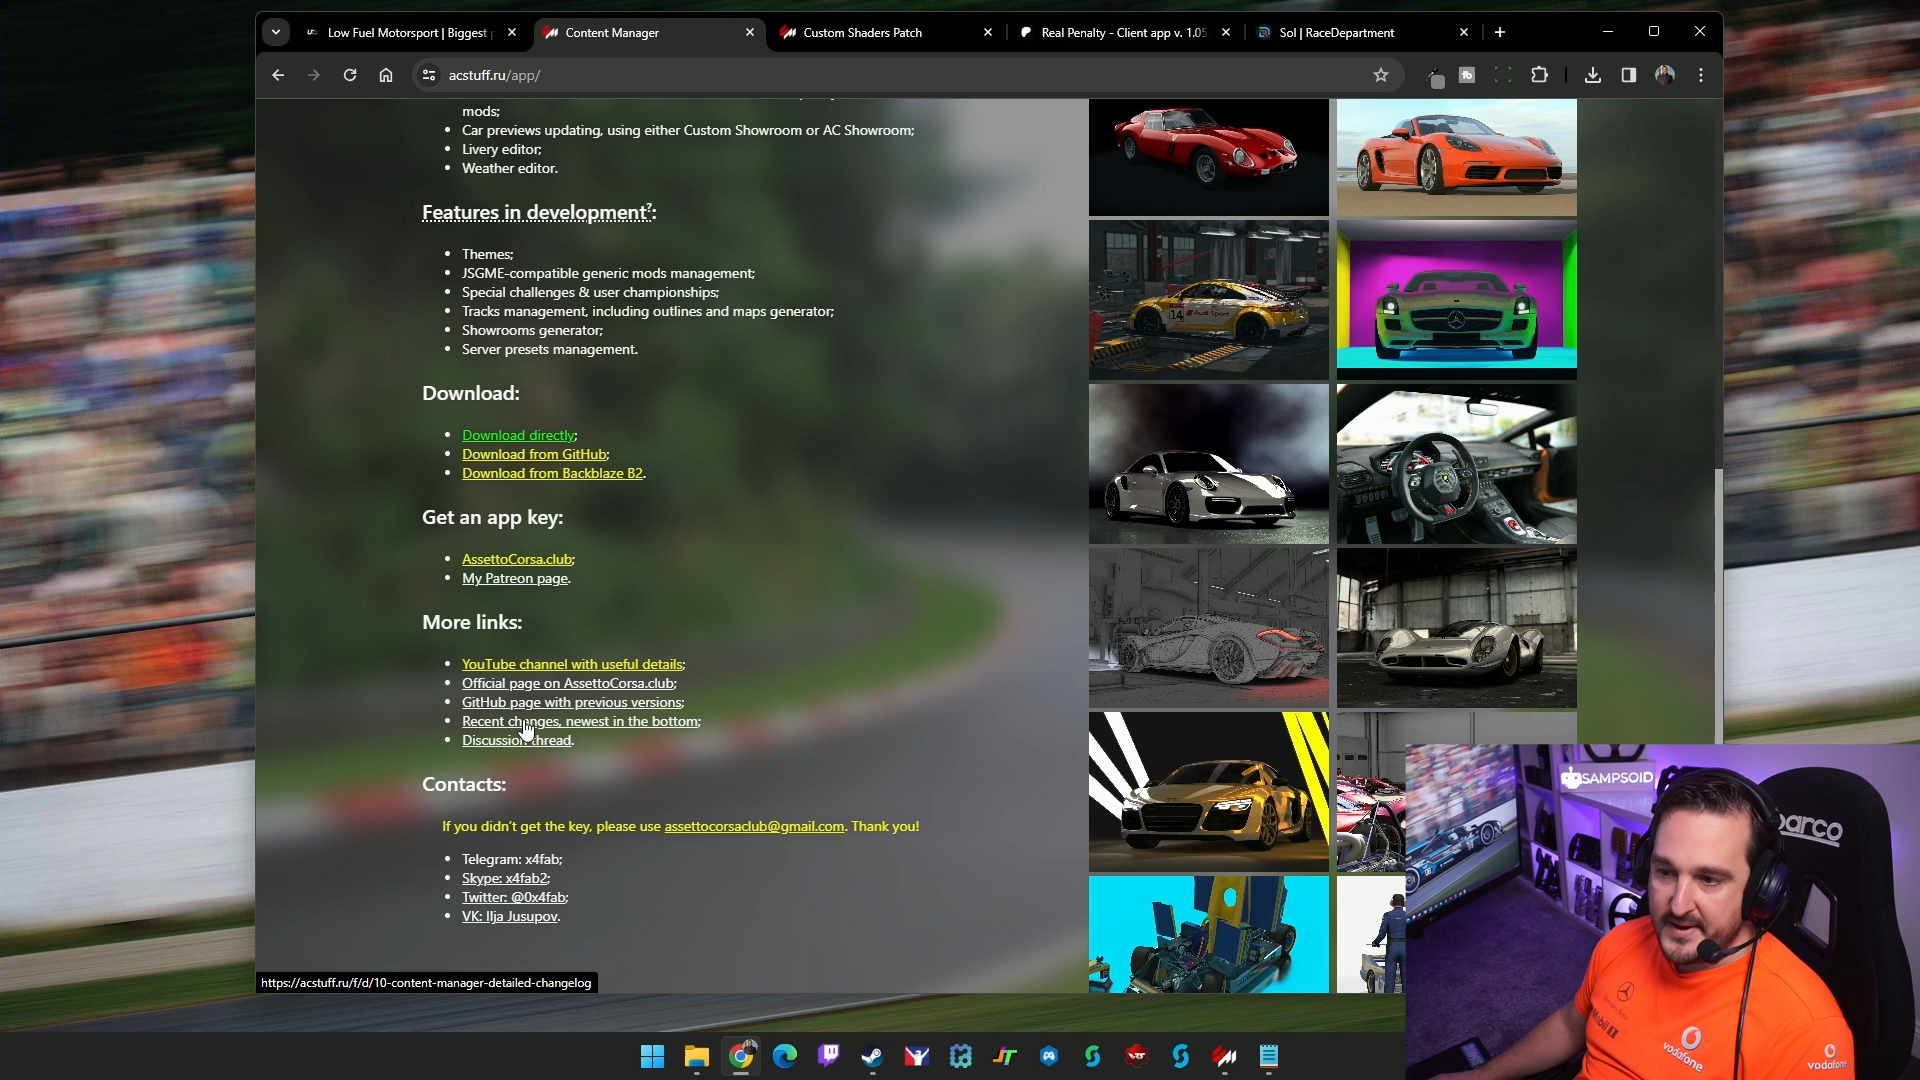 Low Fuel Motorsport | Biggest
Content Manager
Custom Shaders Patch
Real Penalty - Client app v. 1.05
Sol | RaceDepartment
acstuff.ru/app/
mods;
Car previews updating, using either Custom Showroom or AC Showroom;
Livery editor;
Weather editor.
Features in development?:
Themes;
JSGME-compatible generic mods management;
Special challenges & user championships;
Tracks management, including outlines and maps generator;
Showrooms generator;
Server presets management.
Download:
Download directly;
Download from GitHub;
Download from Backblaze B2.
Get an app key:
AssettoCorsa.club;
My Patreon page.
More links:
YouTube channel with useful details;
Official page on AssettoCorsa.club;
GitHub page with previous versions;
Recent changes, newest in the bottom;
Discussion thread.
Contacts:
If you didn't get the key, please use assettocorsaclub@gmail.com. Thank you!
Telegram: x4fab;
Skype: x4fab2;
Twitter: @0x4fab;
VK: Ilja Jusupov.
https://acstuff.ru/f/d/10-content-manager-detailed-changelog
14 Audi Sport
SAMPSOID
parco
vodafone
vodafone